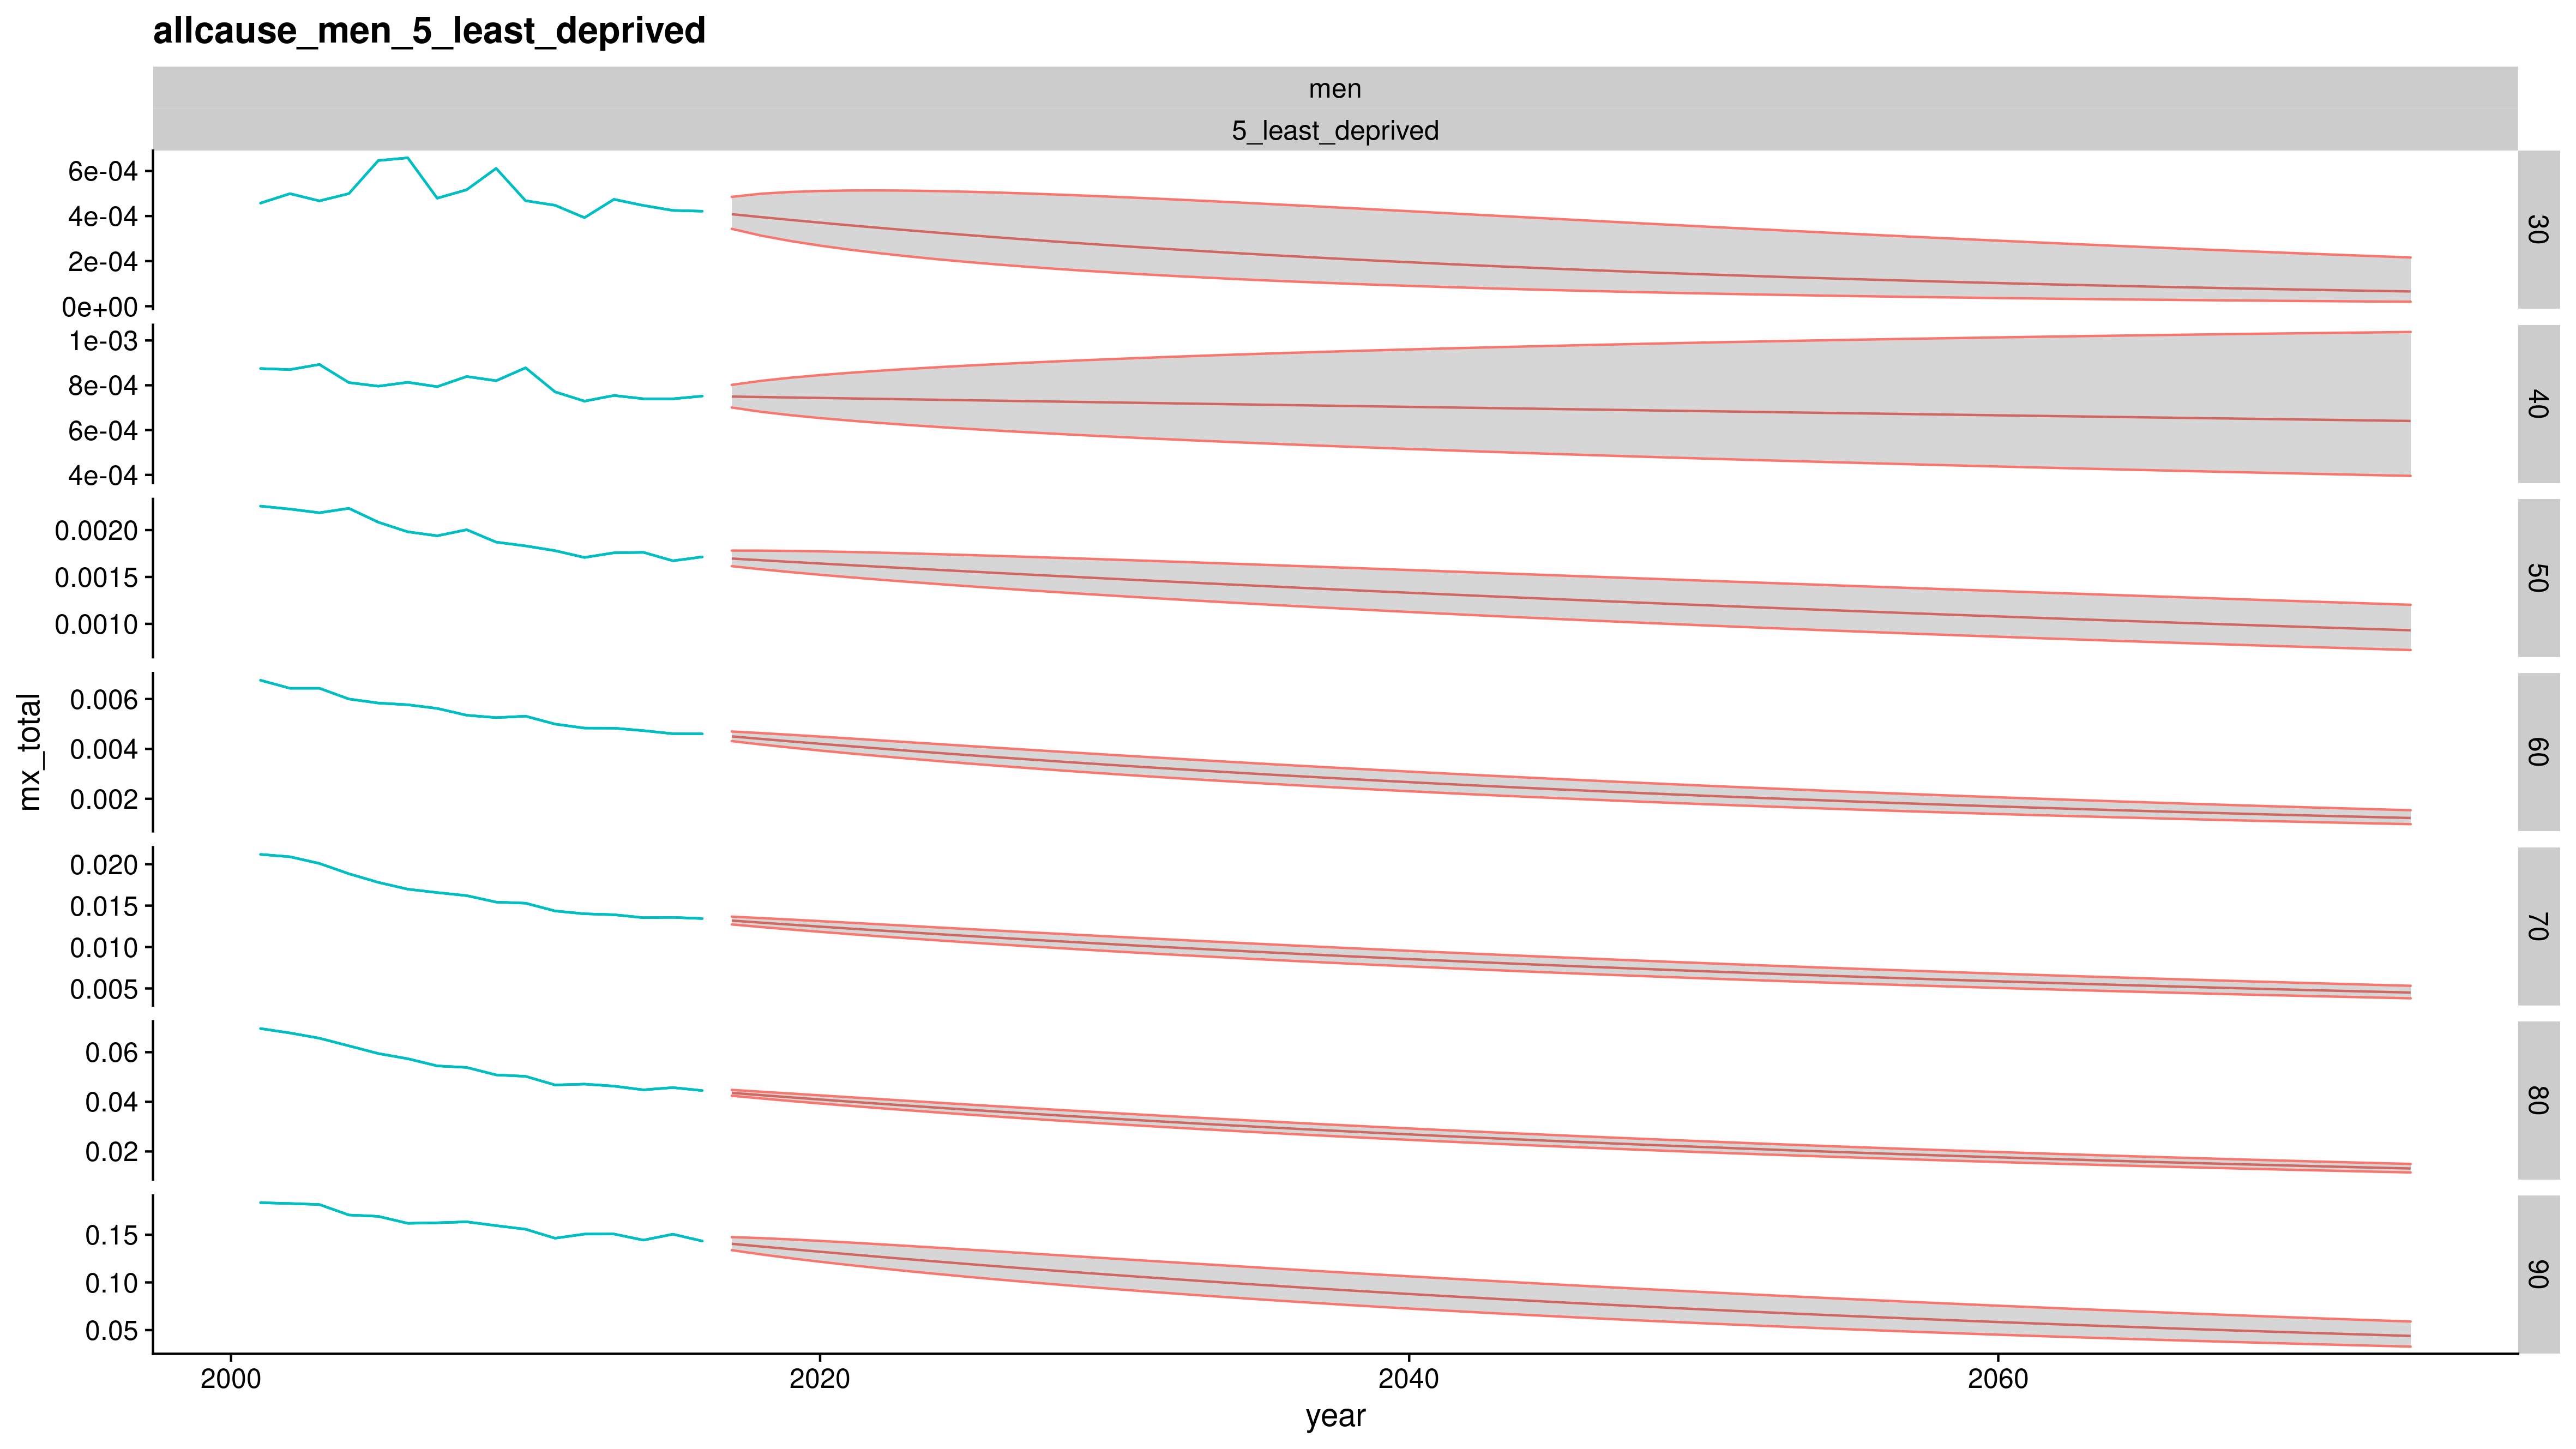 allcause_men_5_least_deprived
men
5_least_deprived
6e-04
4e-04
2e-04
0e+00
30
1e-03
8e-04
6e-04
4e-04
40
0.0020
0.0015
0.0010
50
0.006
0.004
0.002
60
0.020
0.015
0.010
0.005
70
0.06
0.04
0.02
80
0.15
0.10
0.05
90
mx_total
2000 2020 2040 2060
year